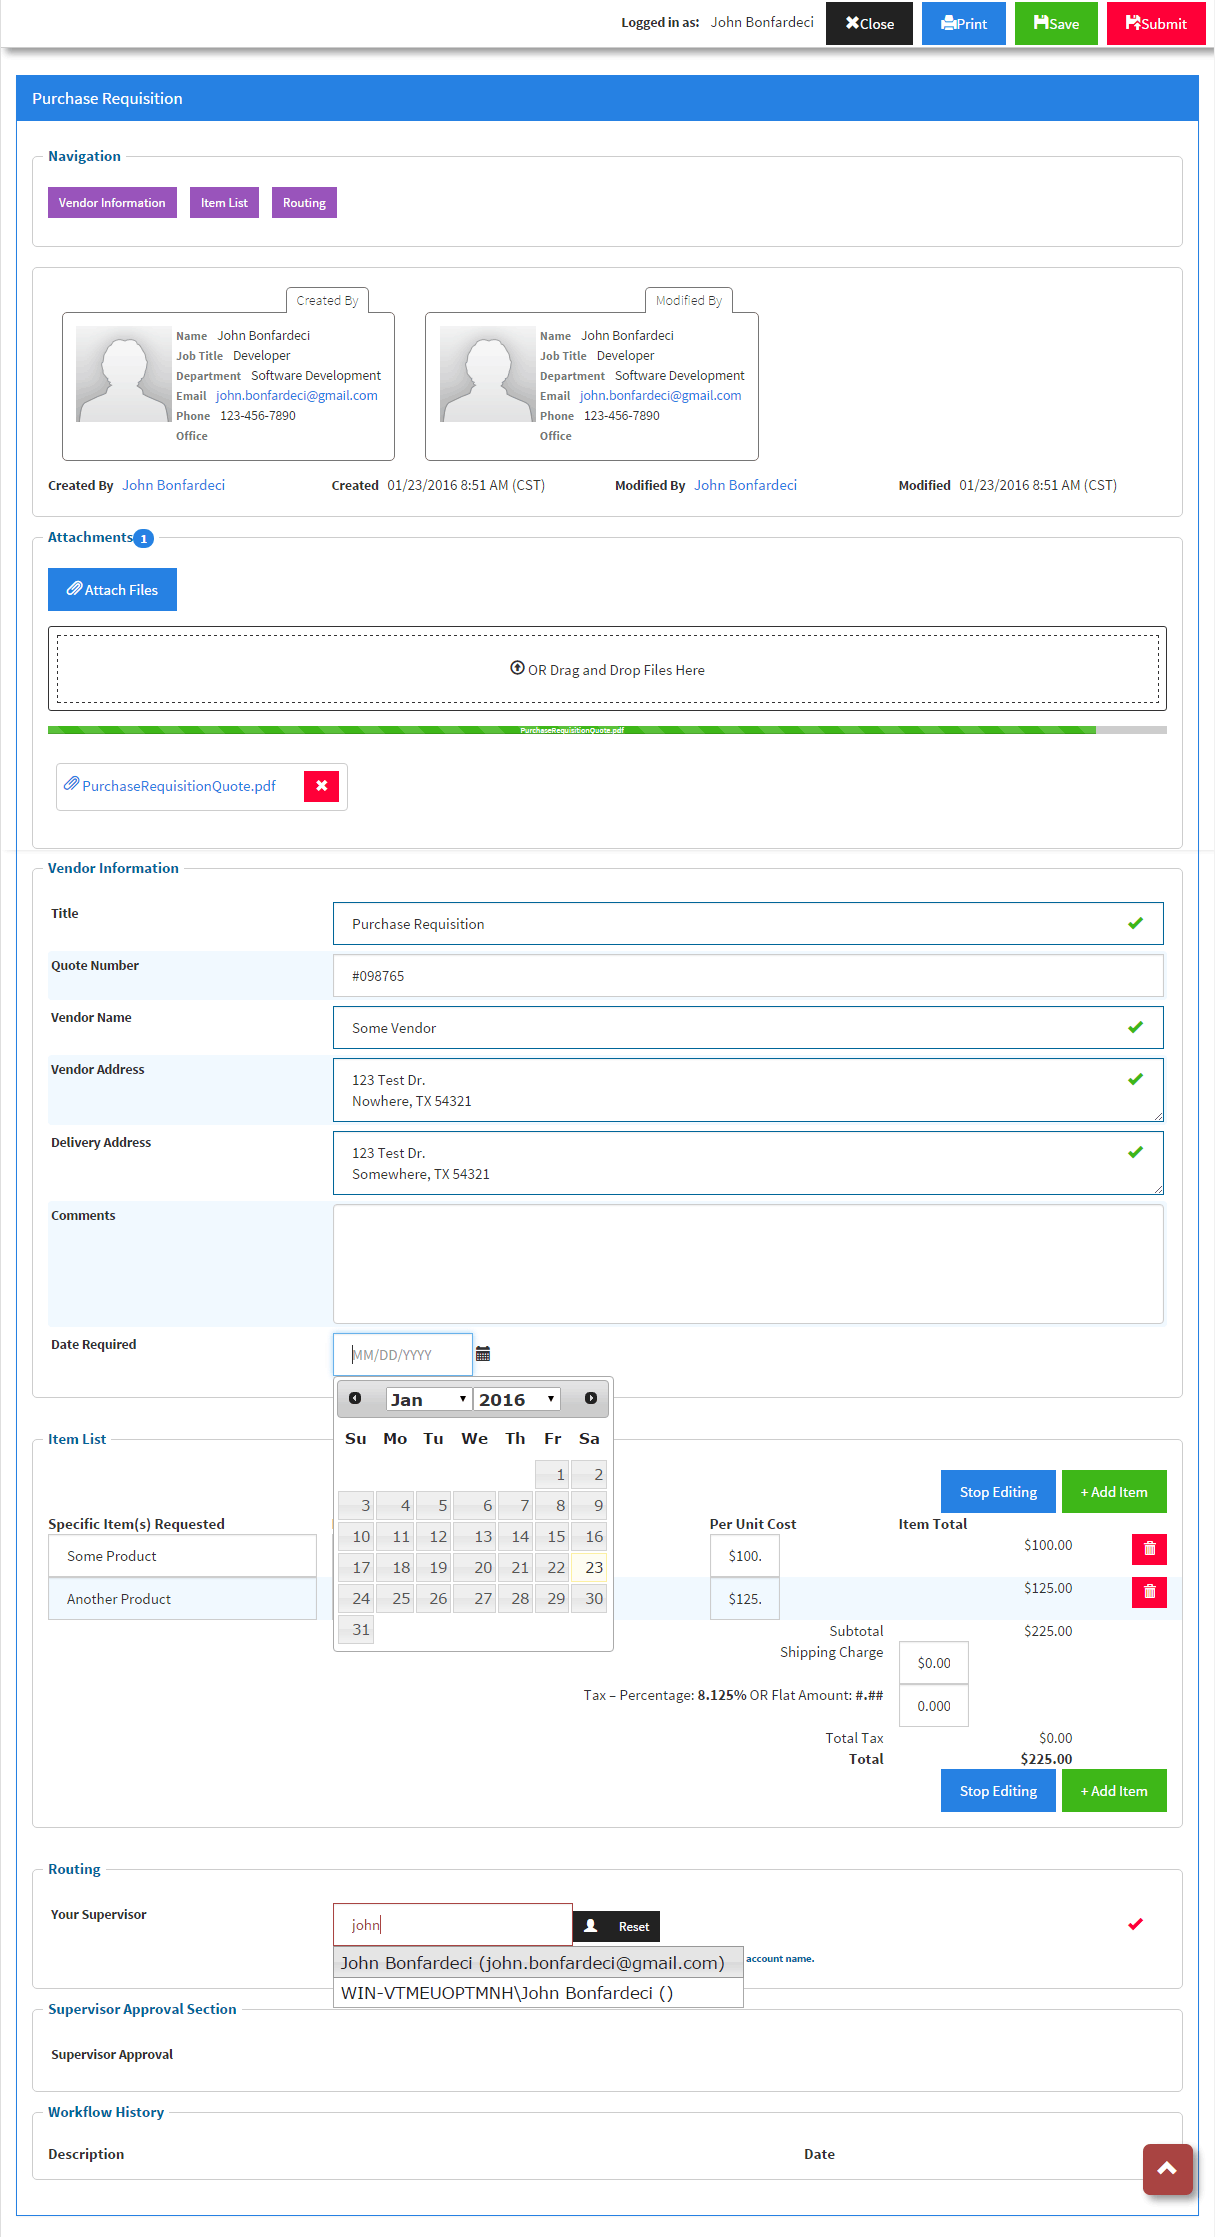 Logged in as: John Bonfardeci Close Print Save Submit
Purchase Requisition
Navigation
Vendor Information Item List Routing
Created By Modified By
Name John Bonfardeci Name John Bonfardeci
Job Title Developer Job Title Developer
Department Software Development Department Software Development
Email john.bonfardeci@gmail.com Email john.bonfardeci@gmail.com
Phone 123-456-7890 Phone 123-456-7890
Office Office
Created By John Bonfardeci Created 01/23/2016 8:51 AM (CST) Modified By John Bonfardeci Modified 01/23/2016 8:51 AM (CST)
Attachments 1
Attach Files
OR Drag and Drop Files Here
PurchaseRequisitionQuote.pdf
PurchaseRequisitionQuote.pdf
Vendor Information
Title Purchase Requisition
Quote Number #098765
Vendor Name Some Vendor
Vendor Address 123 Test Dr.
Nowhere, TX 54321
Delivery Address 123 Test Dr.
Somewhere, TX 54321
Comments
Date Required MM/DD/YYYY
Jan 2016
Su Mo Tu We Th Fr Sa
1 2
3 4 5 6 7 8 9
10 11 12 13 14 15 16
17 18 19 20 21 22 23
24 25 26 27 28 29 30
31
Item List
Stop Editing + Add Item
Specific Item(s) Requested Per Unit Cost Item Total
Some Product $100. $100.00
Another Product $125. $125.00
Subtotal $225.00
Shipping Charge $0.00
Tax – Percentage: 8.125% OR Flat Amount: #.## 0.000
Total Tax $0.00
Total $225.00
Stop Editing + Add Item
Routing
Your Supervisor john Reset
John Bonfardeci (john.bonfardeci@gmail.com) account name.
WIN-VTMEUOPTMNH\John Bonfardeci ()
Supervisor Approval Section
Supervisor Approval
Workflow History
Description Date